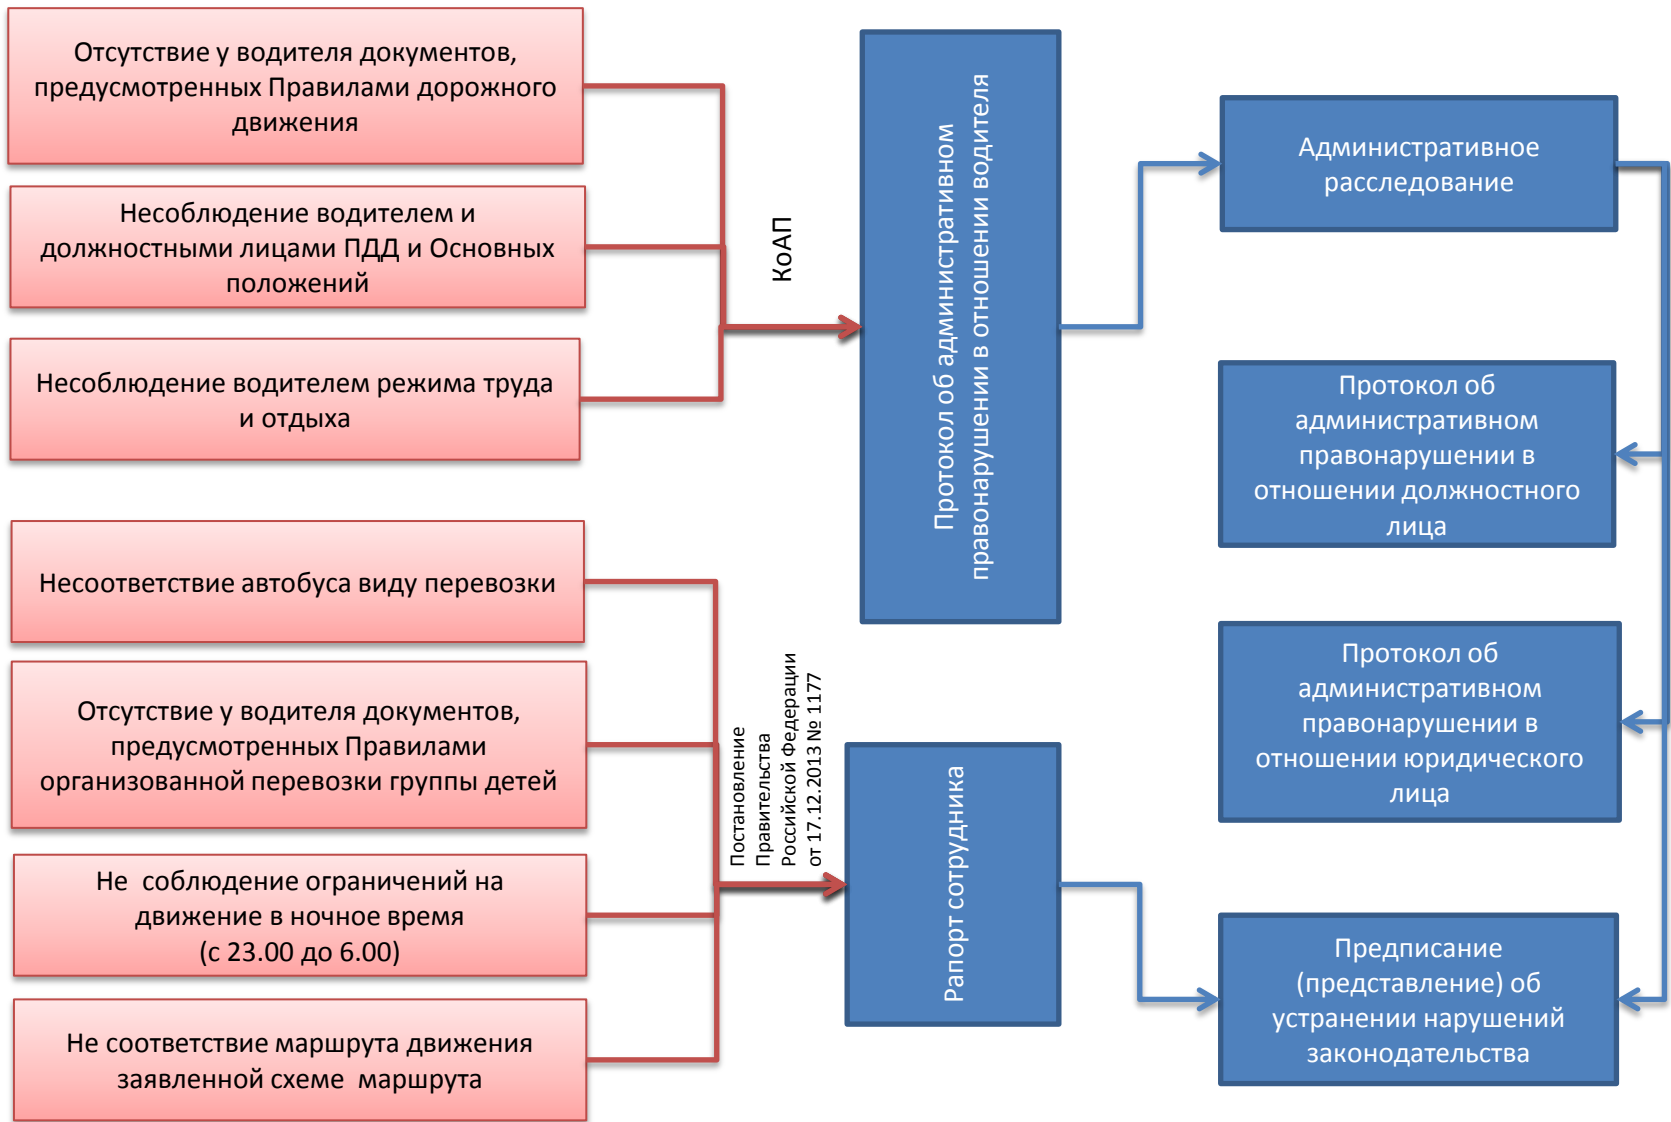 Отсутствие у водителя документов,
предусмотренных Правилами дорожного
движения
Несоблюдение водителем и
должностными лицами ПДД и Основных
положений
Несоблюдение водителем режима труда
и отдыха
Несоответствие автобуса виду перевозки
Отсутствие у водителя документов,
предусмотренных Правилами
организованной перевозки группы детей
Не соблюдение ограничений на
движение в ночное время
(с 23.00 до 6.00)
Не соответствие маршрута движения
заявленной схеме маршрута
КоАП
Постановление
Правительства
Российской Федерации
от 17.12.2013 № 1177
Протокол об административном
правонарушении в отношении водителя
Рапорт сотрудника
Административное
расследование
Протокол об
административном
правонарушении в
отношении должностного
лица
Протокол об
административном
правонарушении в
отношении юридического
лица
Предписание
(представление) об
устранении нарушений
законодательства